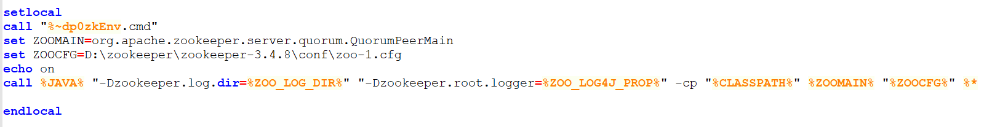 setlocal
call "%~dp0zkEnv.cmd"
set ZOOMAIN=org.apache.zookeeper.server.quorum.QuorumPeerMain
set ZOOCFG=D:\zookeeper\zookeeper-3.4.8\conf\zoo-1.cfg
echo on
call %JAVA% "-Dzookeeper.log.dir=%ZOO_LOG_DIR%" "-Dzookeeper.root.logger=%ZOO_LOG4J_PROP%" -cp "%CLASSPATH%" %ZOOMAIN% "%ZOOCFG%" %*
endlocal